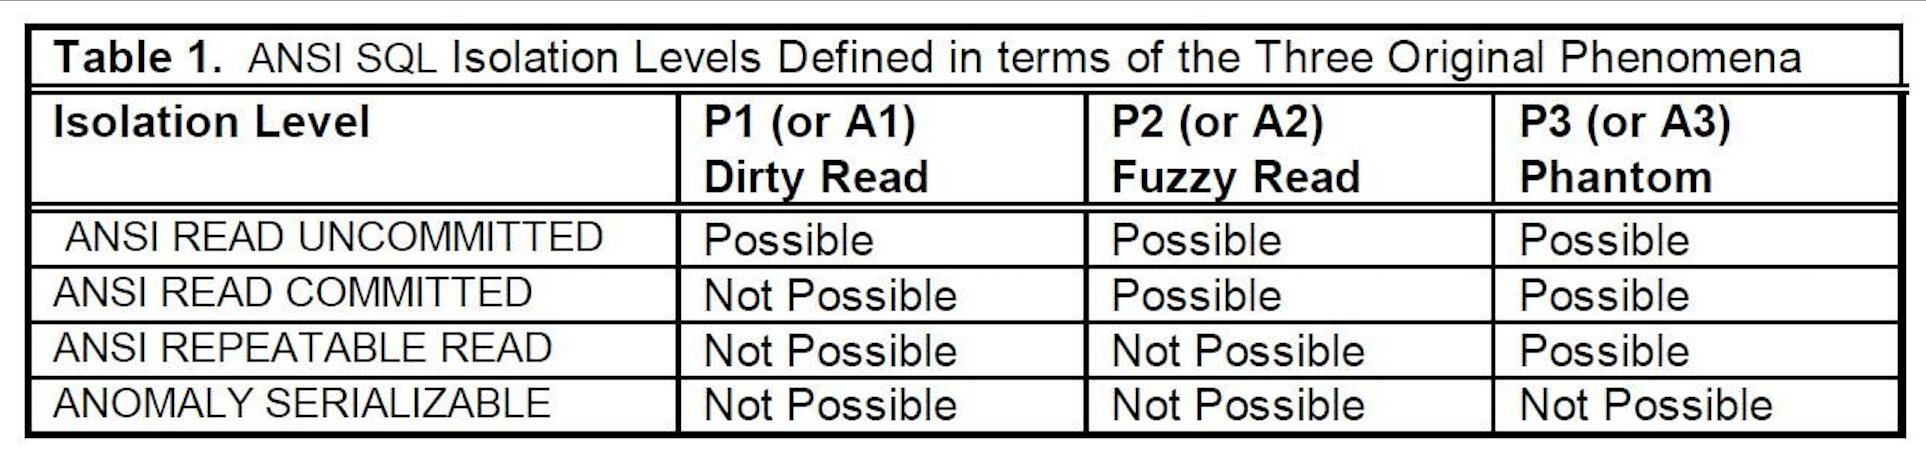 Table 1. ANSI SQL Isolation Levels Defined in terms of the Three Original Phenomena
Isolation Level P1 (or A1) Dirty Read P2 (or A2) Fuzzy Read P3 (or A3) Phantom
ANSI READ UNCOMMITTED Possible Possible Possible
ANSI READ COMMITTED Not Possible Possible Possible
ANSI REPEATABLE READ Not Possible Not Possible Possible
ANOMALY SERIALIZABLE Not Possible Not Possible Not Possible